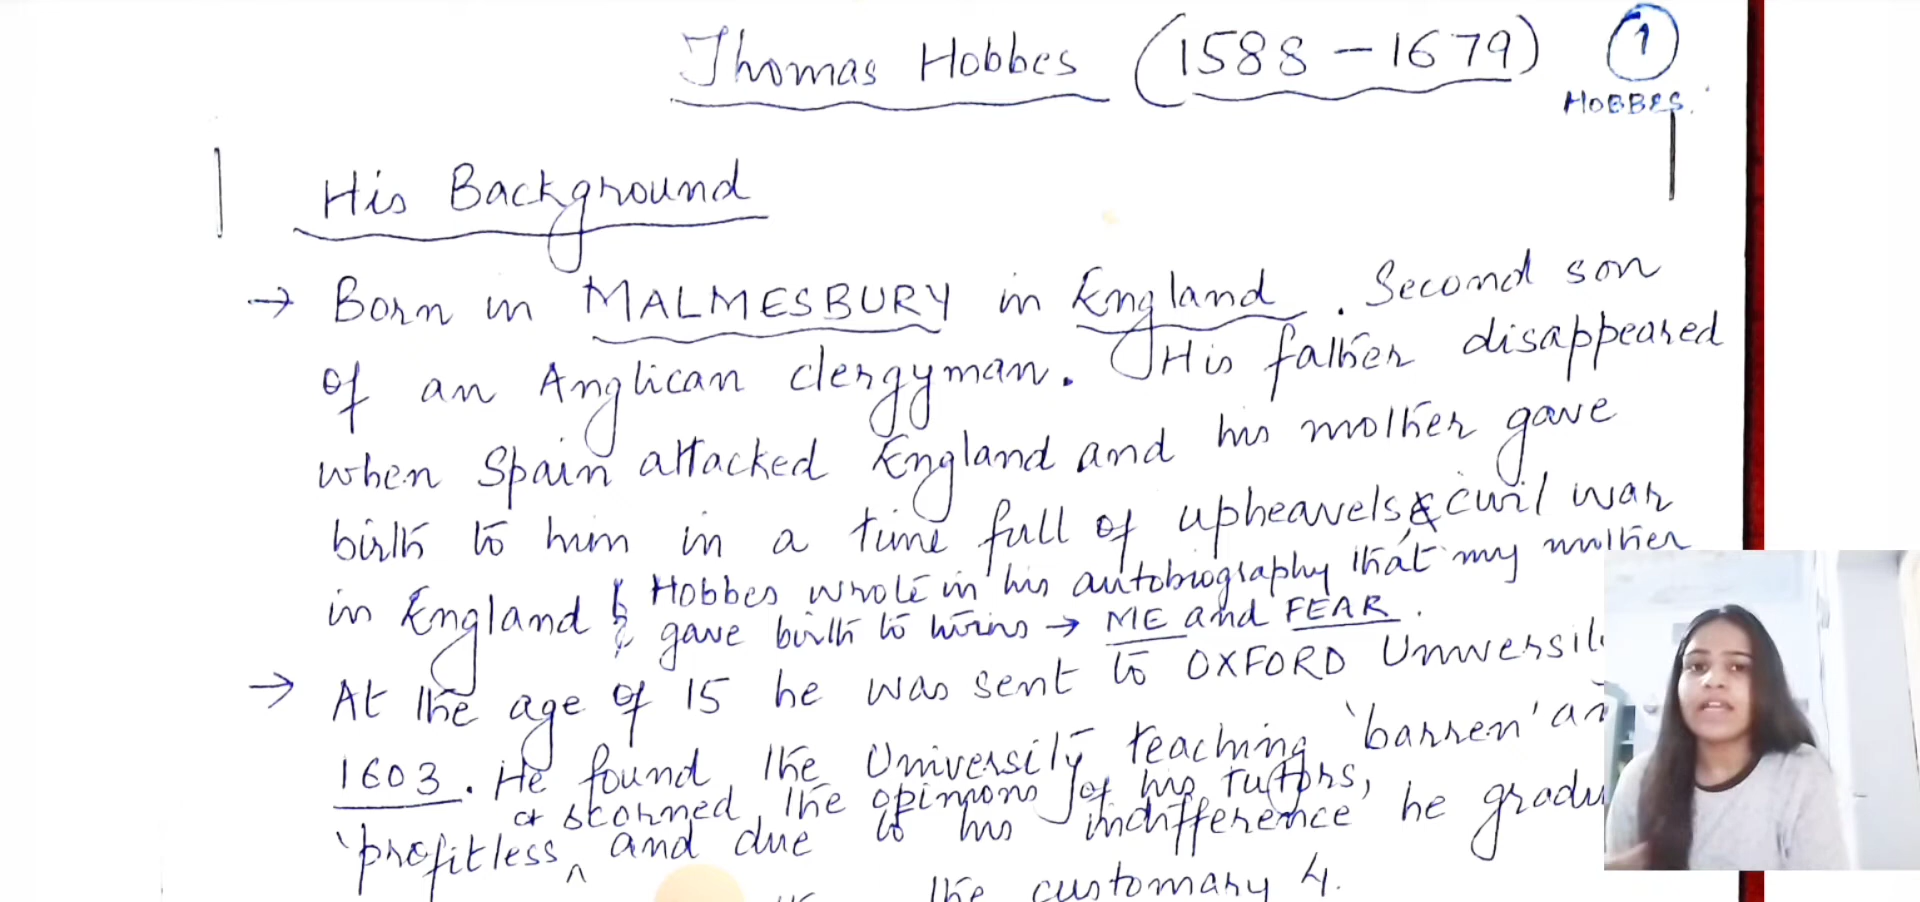 Thomas Hobbes (1588 - 1679)
1
HOBBES.
His Background
→ Born in MALMESBURY in England. Second son
of an Anglican clergyman. His father disappeared
when Spain attacked England and his mother gave
birth to him in a time full of upheavels & civil war
in England & Hobbes wrote in his autobiography that my mother
gave birth to twins → ME and FEAR.
→ At the age of 15 he was sent to OXFORD
1603. He found the University teaching 'barren'
& scorned the opinions of his tutors,
'profitless and due to his indifference he
the customary 4.